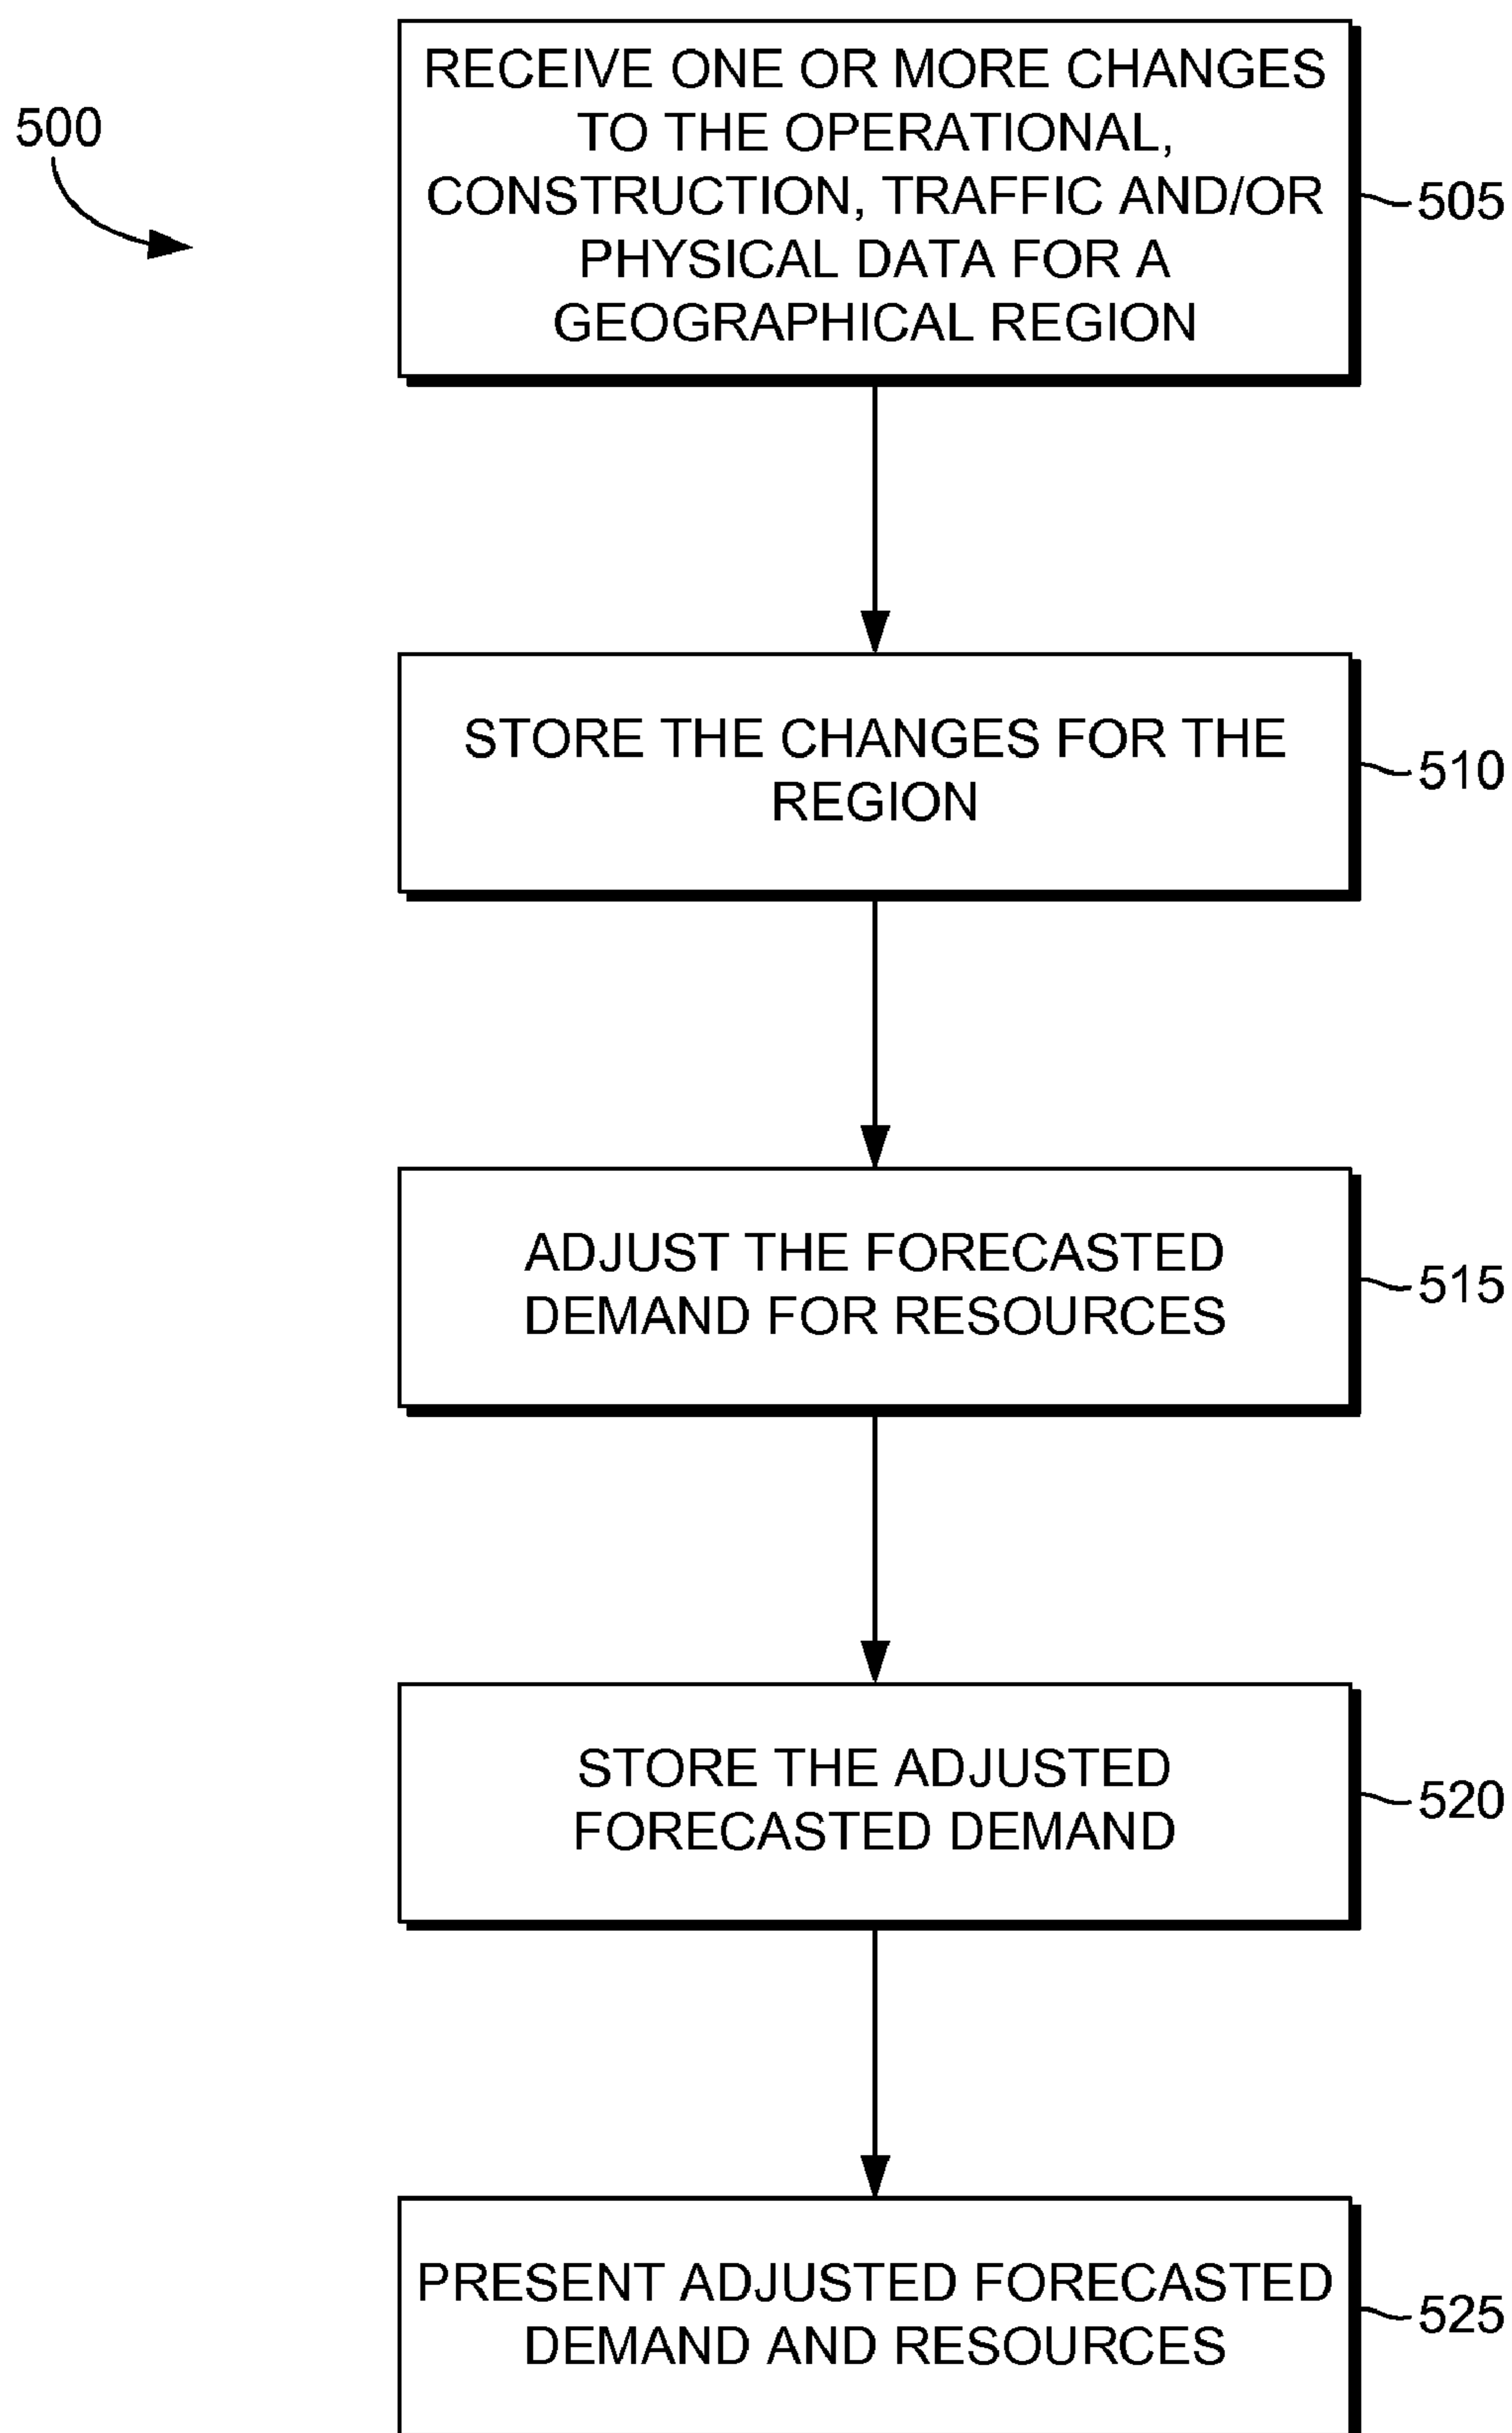 500
RECEIVE ONE OR MORE CHANGES
TO THE OPERATIONAL,
CONSTRUCTION, TRAFFIC AND/OR
PHYSICAL DATA FOR A
GEOGRAPHICAL REGION
505
STORE THE CHANGES FOR THE
REGION
510
ADJUST THE FORECASTED
DEMAND FOR RESOURCES
515
STORE THE ADJUSTED
FORECASTED DEMAND
520
PRESENT ADJUSTED FORECASTED
DEMAND AND RESOURCES
525